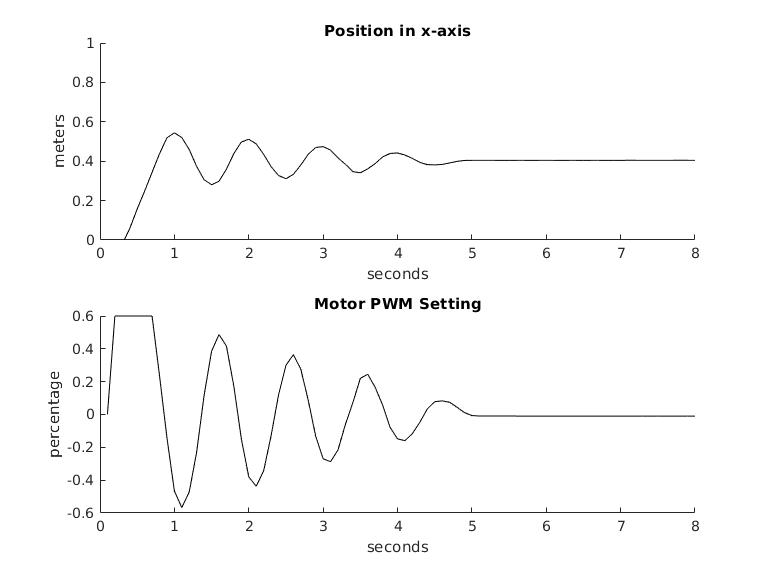 Position in x-axis
1
0.8
0.6
0.4
0.2
0
meters
0 1 2 3 4 5 6 7 8
seconds
Motor PWM Setting
0.6
0.4
0.2
0
-0.2
-0.4
-0.6
percentage
0 1 2 3 4 5 6 7 8
seconds